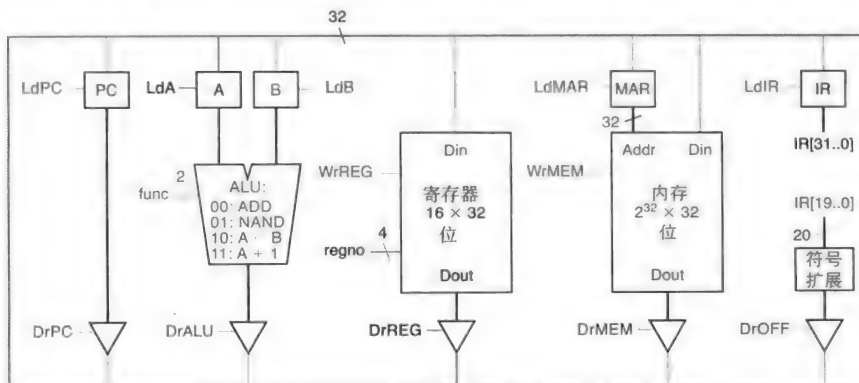 32
LdPC
PC
LdA
A
B
LdB
LdMAR
MAR
LdIR
IR
32
IR[31..0]
2
func
ALU:
00: ADD
01: NAND
10: A B
11: A + 1
WrREG
Din
寄存器
16 × 32
位
4
regno
Dout
WrMEM
Addr Din
内存
2³² × 32
位
Dout
IR[19..0]
20
符号
扩展
DrPC
DrALU
DrREG
DrMEM
DrOFF